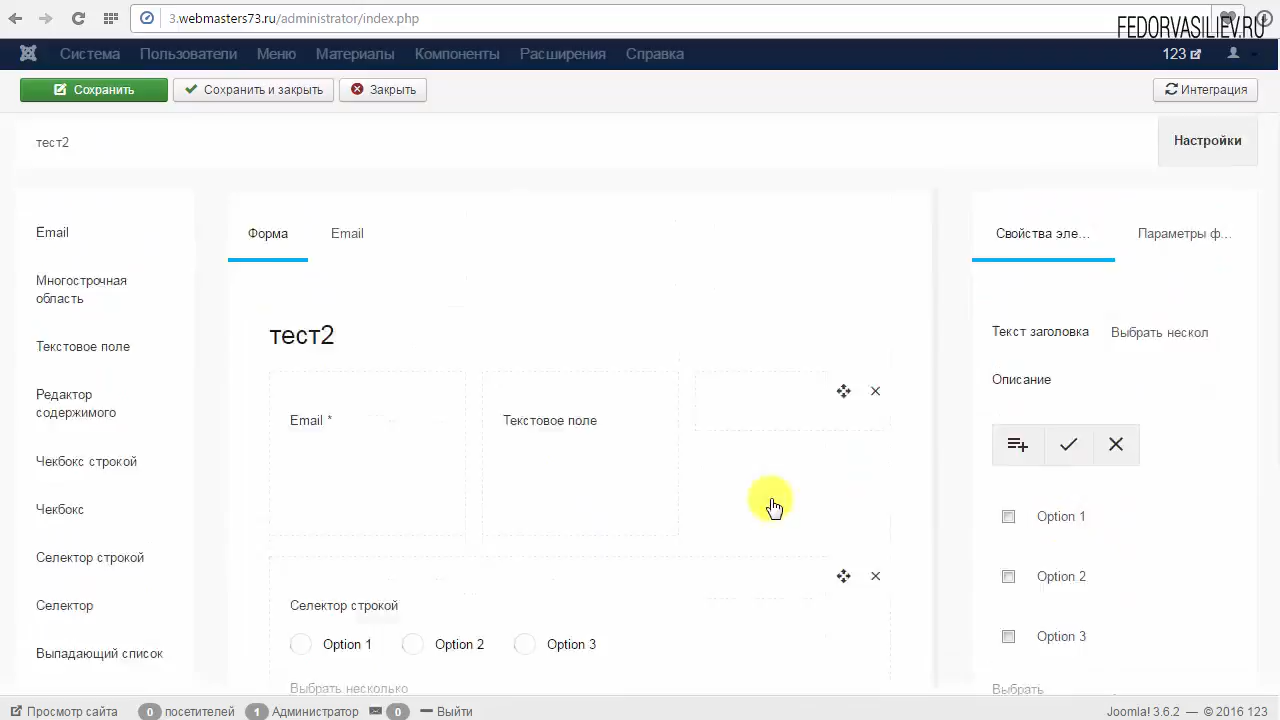 3.webmasters73.ru/administrator/index.php
FEDORVASILIEV.RU
Система Пользователи Меню Материалы Компоненты Расширения Справка 123
Сохранить Сохранить и закрыть Закрыть Интеграция
тест2 Настройки
Email
Многострочная
область
Текстовое поле
Редактор
содержимого
Чекбокс строкой
Чекбокс
Селектор строкой
Селектор
Выпадающий список
Форма Email
тест2
Email * Текстовое поле
Селектор строкой
Option 1 Option 2 Option 3
Выбрать несколько
Свойства эле... Параметры ф...
Текст заголовка Выбрать нескол
Описание
Option 1
Option 2
Option 3
Выбрать
Просмотр сайта 0 посетителей 1 Администратор 0 Выйти Joomla! 3.6.2 — © 2016 123